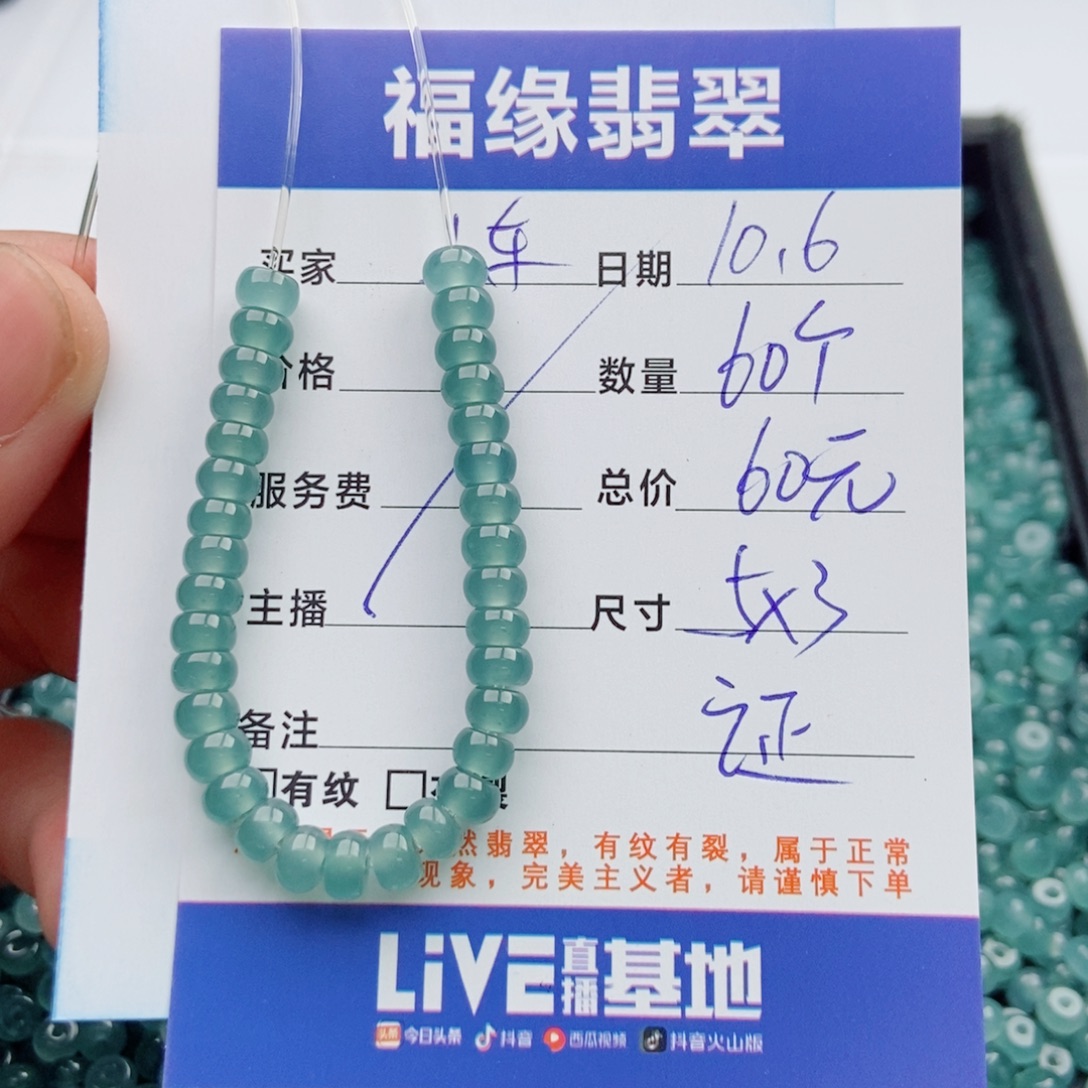 福缘翡翠
买家 车 日期 10.6
价格 数量 60个
服务费 总价 60元
主播 尺寸 5x3
备注 证
有纹
然翡翠，有纹有裂，属于正常
现象，完美主义者，请谨慎下单
LiVE直播基地
头条 今日头条 抖音 西瓜视频 抖音火山版